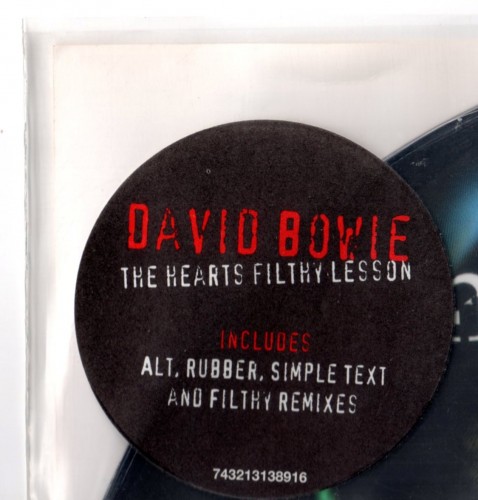 DAVID BOWIE
THE HEARTS FILTHY LESSON
INCLUDES
ALT, RUBBER, SIMPLE TEXT
AND FILTHY REMIXES
743213138916